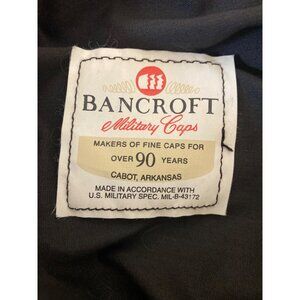 BANCROFT
Military Caps
MAKERS OF FINE CAPS FOR
OVER 90 YEARS
CABOT, ARKANSAS
MADE IN ACCORDANCE WITH
U.S. MILITARY SPEC. MIL-B-43172